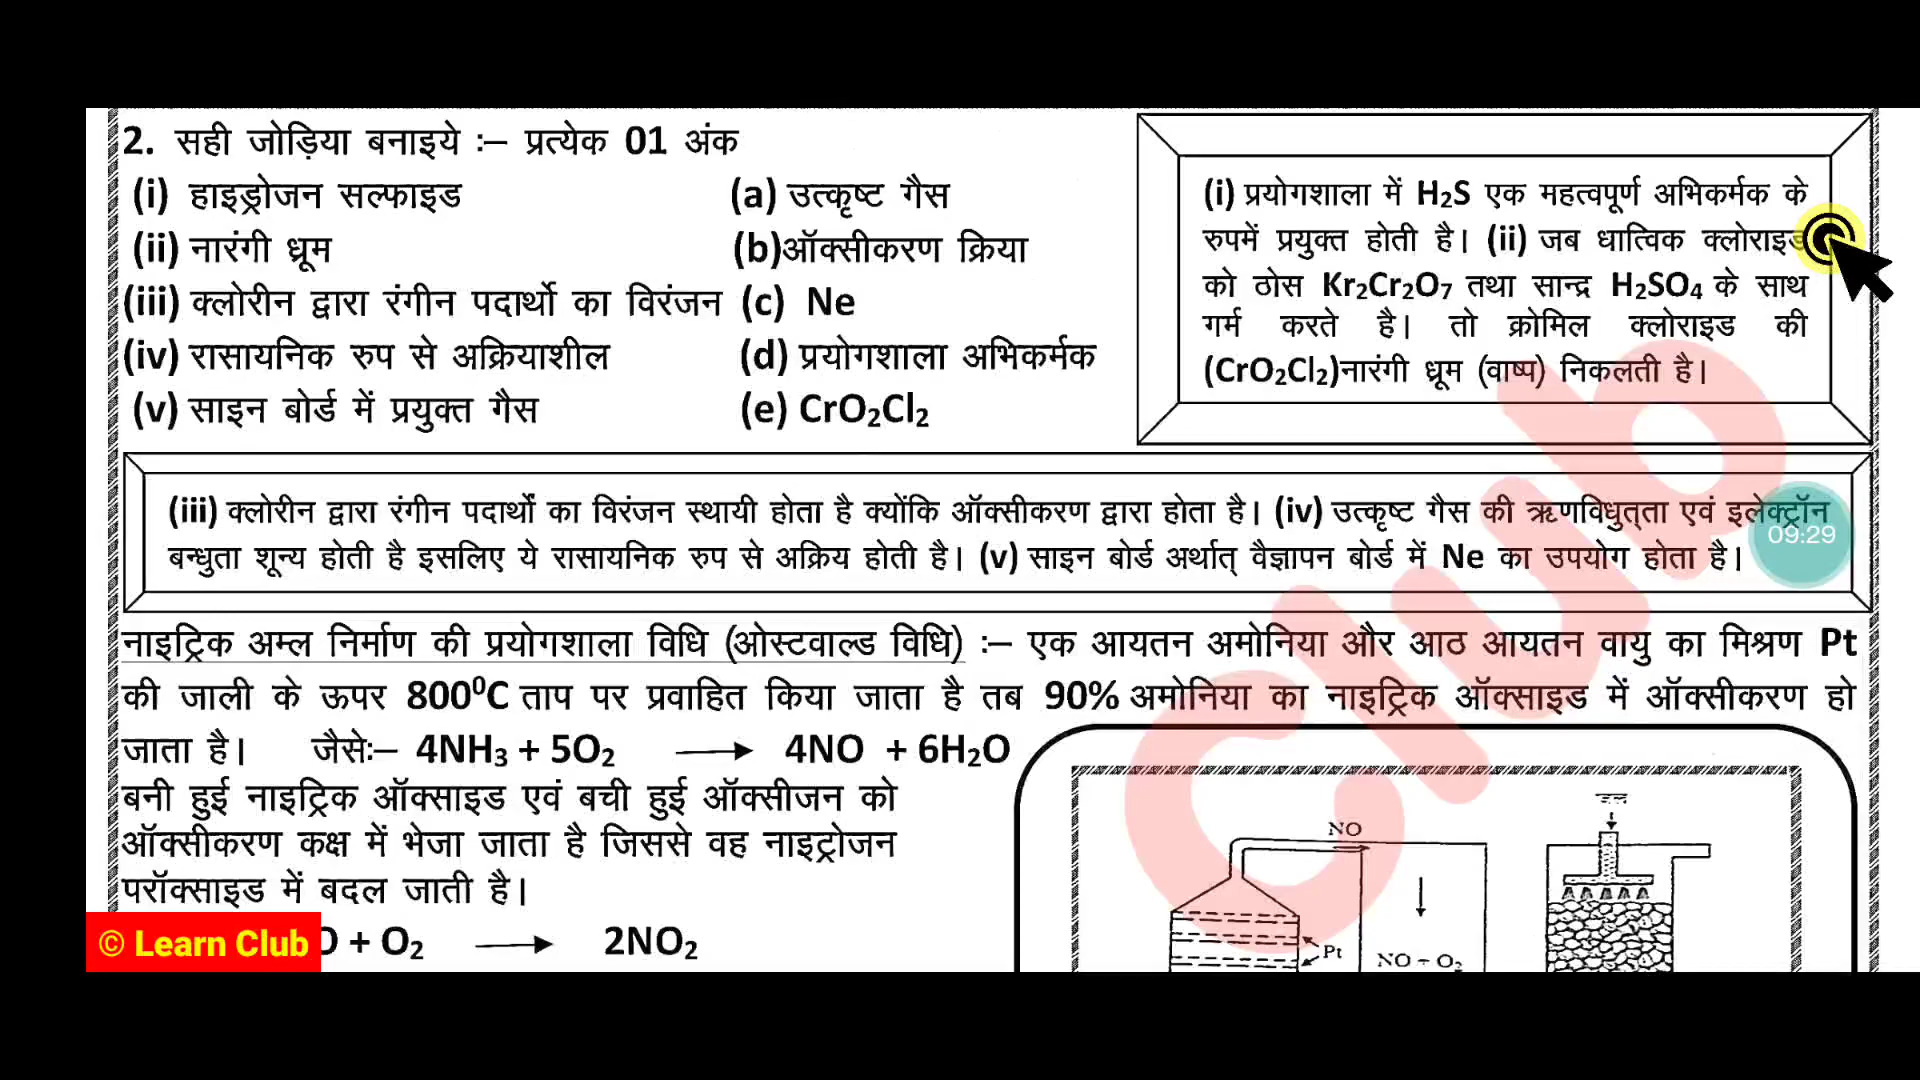 2. सही जोड़िया बनाइये :– प्रत्येक 01 अंक
(i) हाइड्रोजन सल्फाइड (a) उत्कृष्ट गैस
(ii) नारंगी धूम (b)ऑक्सीकरण क्रिया
(iii) क्लोरीन द्वारा रंगीन पदार्थो का विरंजन (c) Ne
(iv) रासायनिक रुप से अक्रियाशील (d) प्रयोगशाला अभिकर्मक
(v) साइन बोर्ड में प्रयुक्त गैस (e) CrO₂Cl₂
(i) प्रयोगशाला में H₂S एक महत्वपूर्ण अभिकर्मक के
रुपमें प्रयुक्त होती है। (ii) जब धात्विक क्लोराइड
को ठोस Kr₂Cr₂O₇ तथा सान्द्र H₂SO₄ के साथ
गर्म करते है। तो क्रोमिल क्लोराइड की
(CrO₂Cl₂)नारंगी धूम (वाष्प) निकलती है।
(iii) क्लोरीन द्वारा रंगीन पदार्थों का विरंजन स्थायी होता है क्योंकि ऑक्सीकरण द्वारा होता है। (iv) उत्कृष्ट गैस की ऋणविधुत्‌ता एवं इलेक्ट्रॉन
बन्धुता शून्य होती है इसलिए ये रासायनिक रुप से अक्रिय होती है। (v) साइन बोर्ड अर्थात् वैज्ञापन बोर्ड में Ne का उपयोग होता है।
09:29
नाइट्रिक अम्ल निर्माण की प्रयोगशाला विधि (ओस्टवाल्ड विधि) :– एक आयतन अमोनिया और आठ आयतन वायु का मिश्रण Pt
की जाली के ऊपर 800⁰C ताप पर प्रवाहित किया जाता है तब 90% अमोनिया का नाइट्रिक ऑक्साइड में ऑक्सीकरण हो
जाता है। जैसेः– 4NH₃ + 5O₂ ⟶ 4NO + 6H₂O
बनी हुई नाइट्रिक ऑक्साइड एवं बची हुई ऑक्सीजन को
ऑक्सीकरण कक्ष में भेजा जाता है जिससे वह नाइट्रोजन
परॉक्साइड में बदल जाती है।
O + O₂ ⟶ 2NO₂
© Learn Club
जल
NO
Pt
NO + O₂
Club